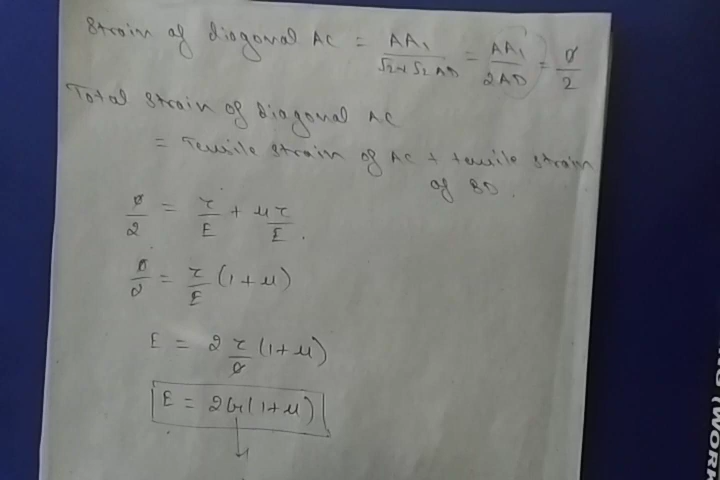 Strain of diagonal AC = AA₁/√2×√2 AD = AA₁/2AD = φ/2
Total strain of diagonal AC
= Tensile strain of AC + tensile strain
of BD.
φ/2 = τ/E + μτ/E.
φ/2 = τ/E (1+μ)
E = 2 τ/φ (1+μ)
E = 2G(1+μ)
(WORK